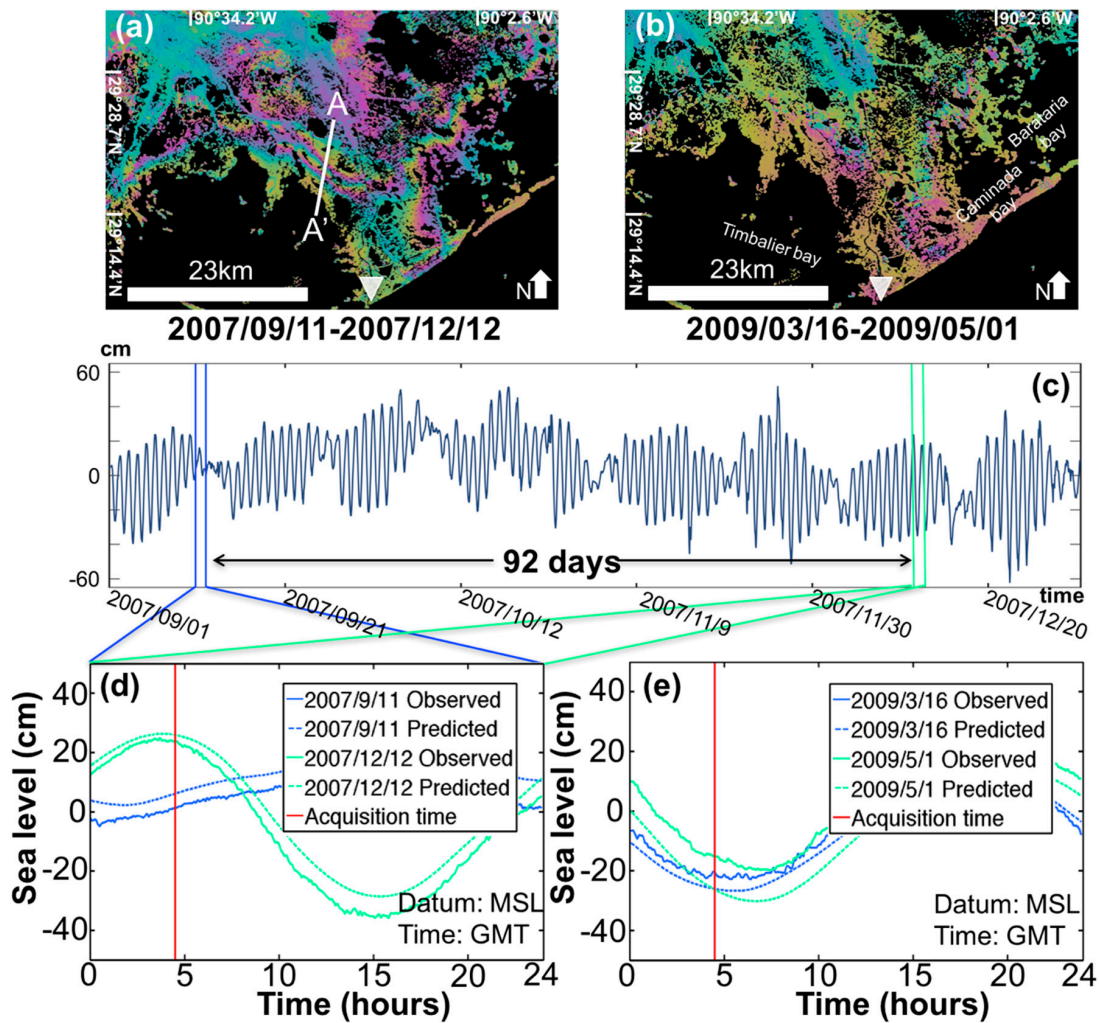 (a)
90°34.2'W
90°2.6'W
29°28.7'N
29°14.4'N
A
A'
23km
N
2007/09/11-2007/12/12
(b)
90°34.2'W
90°2.6'W
29°28.7'N
29°14.4'N
Barataria
bay
Caminada
bay
Timbalier bay
23km
N
2009/03/16-2009/05/01
cm
60
0
-60
(c)
92 days
time
2007/09/01
2007/09/21
2007/10/12
2007/11/9
2007/11/30
2007/12/20
(d)
Sea level (cm)
40
20
0
-20
-40
2007/9/11 Observed
2007/9/11 Predicted
2007/12/12 Observed
2007/12/12 Predicted
Acquisition time
Datum: MSL
Time: GMT
0
5
10
15
20
24
Time (hours)
(e)
Sea level (cm)
40
20
0
-20
-40
2009/3/16 Observed
2009/3/16 Predicted
2009/5/1 Observed
2009/5/1 Predicted
Acquisition time
Datum: MSL
Time: GMT
0
5
10
15
20
24
Time (hours)